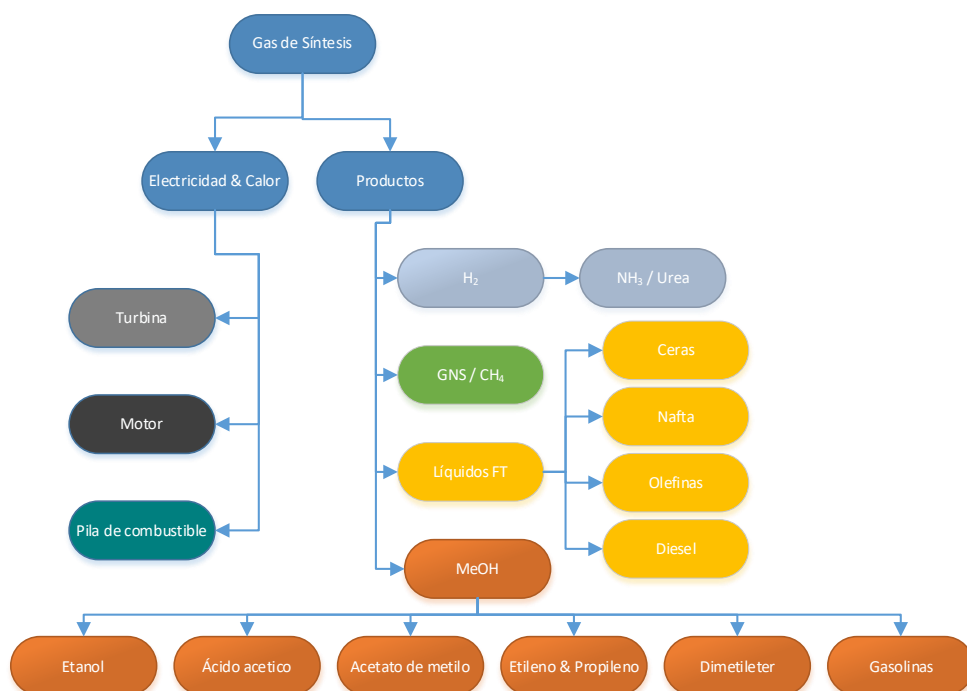 Gas de Síntesis
Electricidad & Calor
Productos
H₂
NH₃ / Urea
Turbina
Ceras
GNS / CH₄
Motor
Nafta
Líquidos FT
Olefinas
Pila de combustible
Diesel
MeOH
Etanol
Ácido acetico
Acetato de metilo
Etileno & Propileno
Dimetileter
Gasolinas